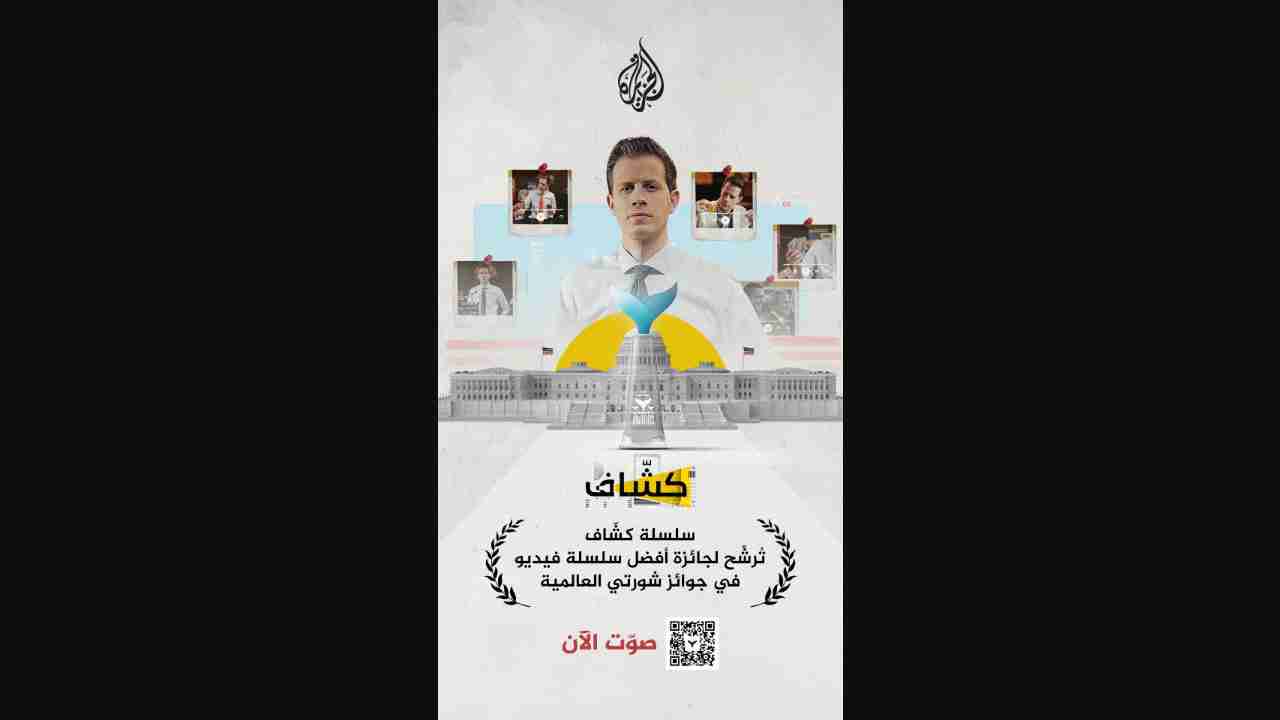 الجزيرة
كشّاف
سلسلة كشَّاف
تُرشَّح لجائزة أفضل سلسلة فيديو
في جوائز شورتي العالمية
صوّت الآن